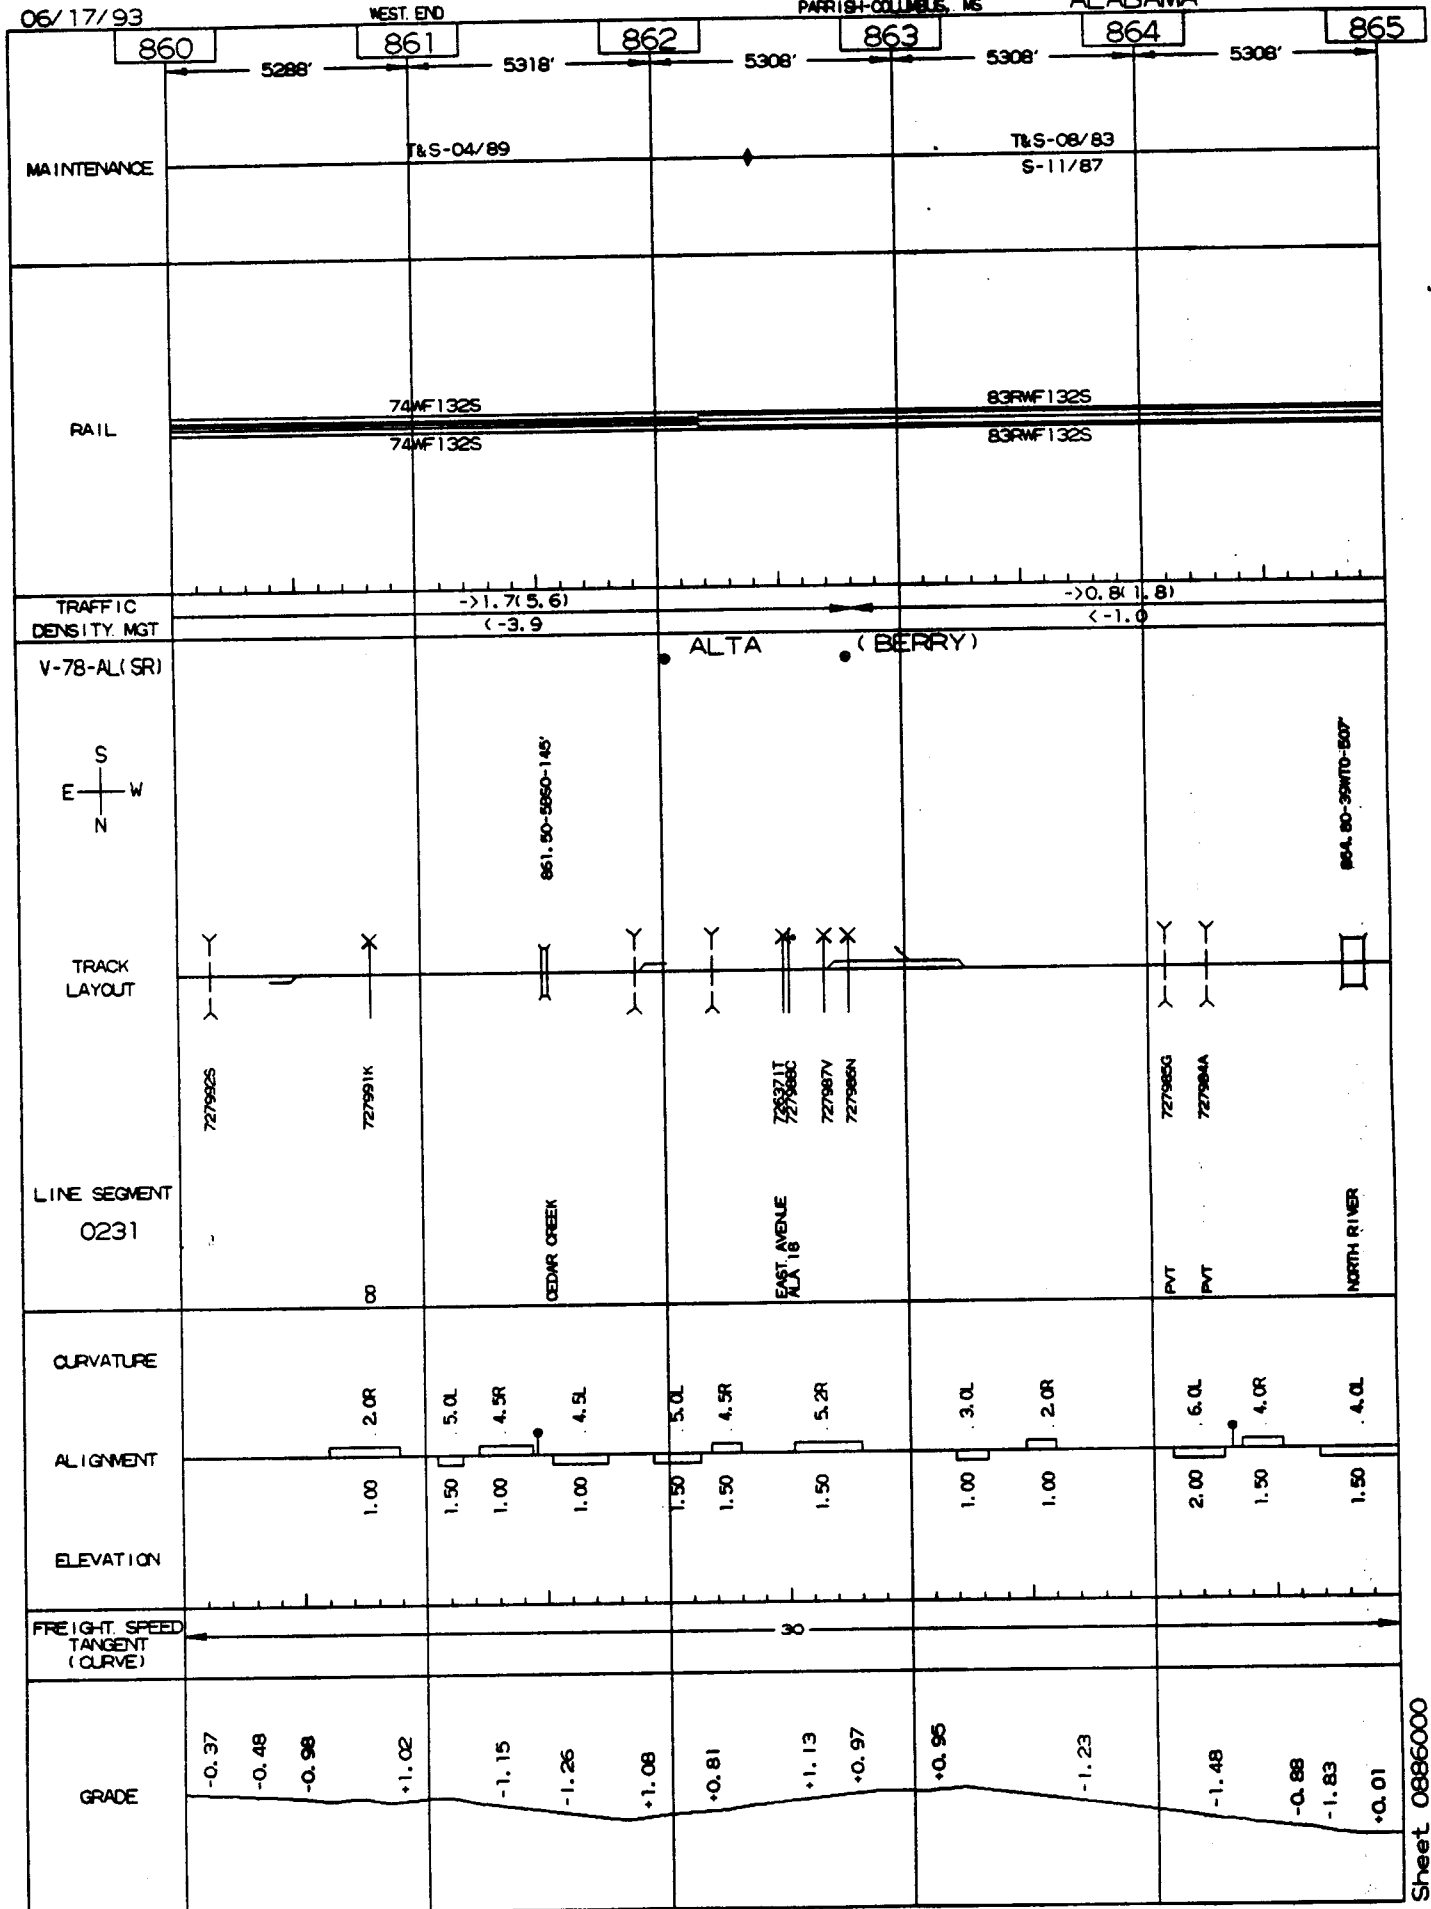 06/17/93
WEST. END
PARRISH-COLUMBUS, MS
ALABAMA
860 861 862 863 864 865
5288' 5318' 5308' 5308' 5308'
MAINTENANCE
T&S-04/89
T&S-08/83
S-11/87
RAIL
74WF132S
74WF132S
83RWF132S
83RWF132S
TRAFFIC
DENSITY. MGT
->1.7(5.6)
<-3.9
->0.8(1.8)
<-1.0
V-78-AL(SR)
ALTA
(BERRY)
S
E W
N
861.50-58SO-145'
864.80-39WTO-507'
TRACK
LAYOUT
727992S
727991K
726371T
727988C
727987V
727986N
727985G
727984A
LINE SEGMENT
0231
CO
CEDAR CREEK
EAST. AVENUE
ALA 18
PVT
PVT
NORTH RIVER
CURVATURE
2.0R 5.0L 4.5R 4.5L 5.0L 4.5R 5.2R 3.0L 2.0R 6.0L 4.0R 4.0L
ALIGNMENT
1.00 1.50 1.00 1.00 1.50 1.50 1.50 1.00 1.00 2.00 1.50 1.50
ELEVATION
FREIGHT. SPEED
TANGENT
(CURVE)
30
GRADE
-0.37 -0.48 -0.98 +1.02 -1.15 -1.26 +1.08 +0.81 +1.13 +0.97 +0.95 -1.23 -1.48 -0.88 -1.83 +0.01
Sheet 0886000